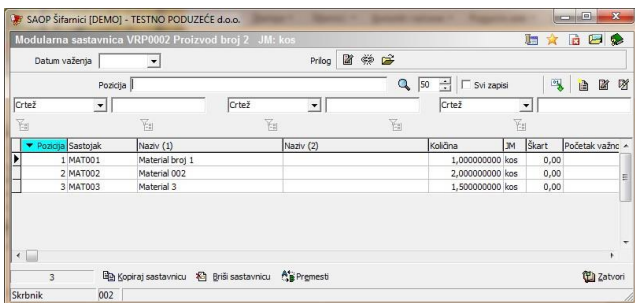 SAOP Šifarnici [DEMO] - TESTNO PODUZEĆE d.o.o.
Modularna sastavnica VRP0002 Proizvod broj 2 JM: kos
Datum važenja Prilog
Pozicija 50 Svi zapisi
Crtež Crtež Crtež
Pozicija Sastojak Naziv (1) Naziv (2) Količina JM Škart Početak važno
1 MAT001 Material broj 1 1,000000000 kos 0,00
2 MAT002 Material 002 2,000000000 kos 0,00
3 MAT003 Material 3 1,500000000 kos 0,00
3 Kopiraj sastavnicu Briši sastavnicu Premesti Zatvori
Skrbnik 002